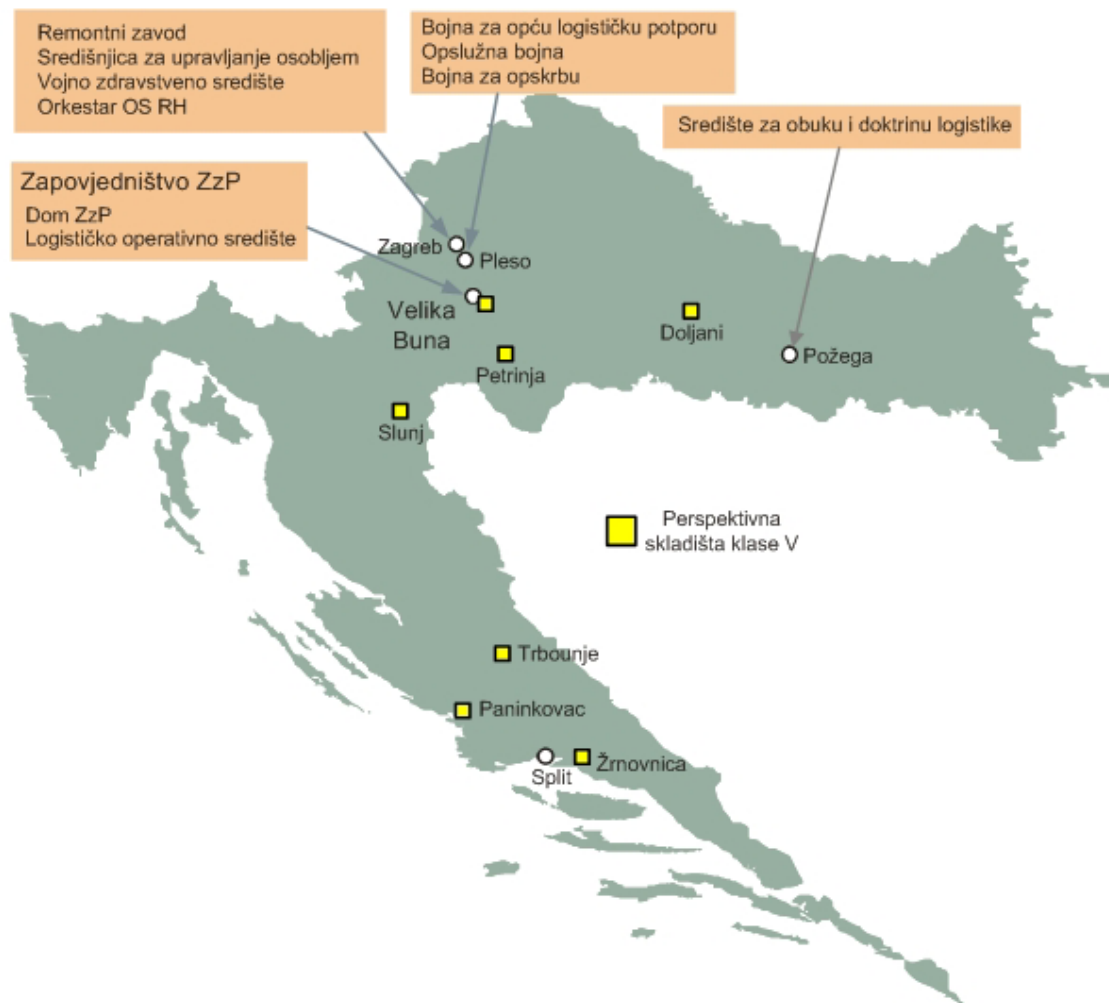 Remontni zavod
Središnjica za upravljanje osobljem
Vojno zdravstveno središte
Orkestar OS RH
Bojna za opću logističku potporu
Opslužna bojna
Bojna za opskrbu
Središte za obuku i doktrinu logistike
Zapovjedništvo ZzP
Dom ZzP
Logističko operativno središte
Zagreb
Pleso
Velika
Buna
Doljani
Požega
Petrinja
Slunj
Perspektivna
skladišta klase V
Trbounje
Paninkovac
Split
Žrnovnica